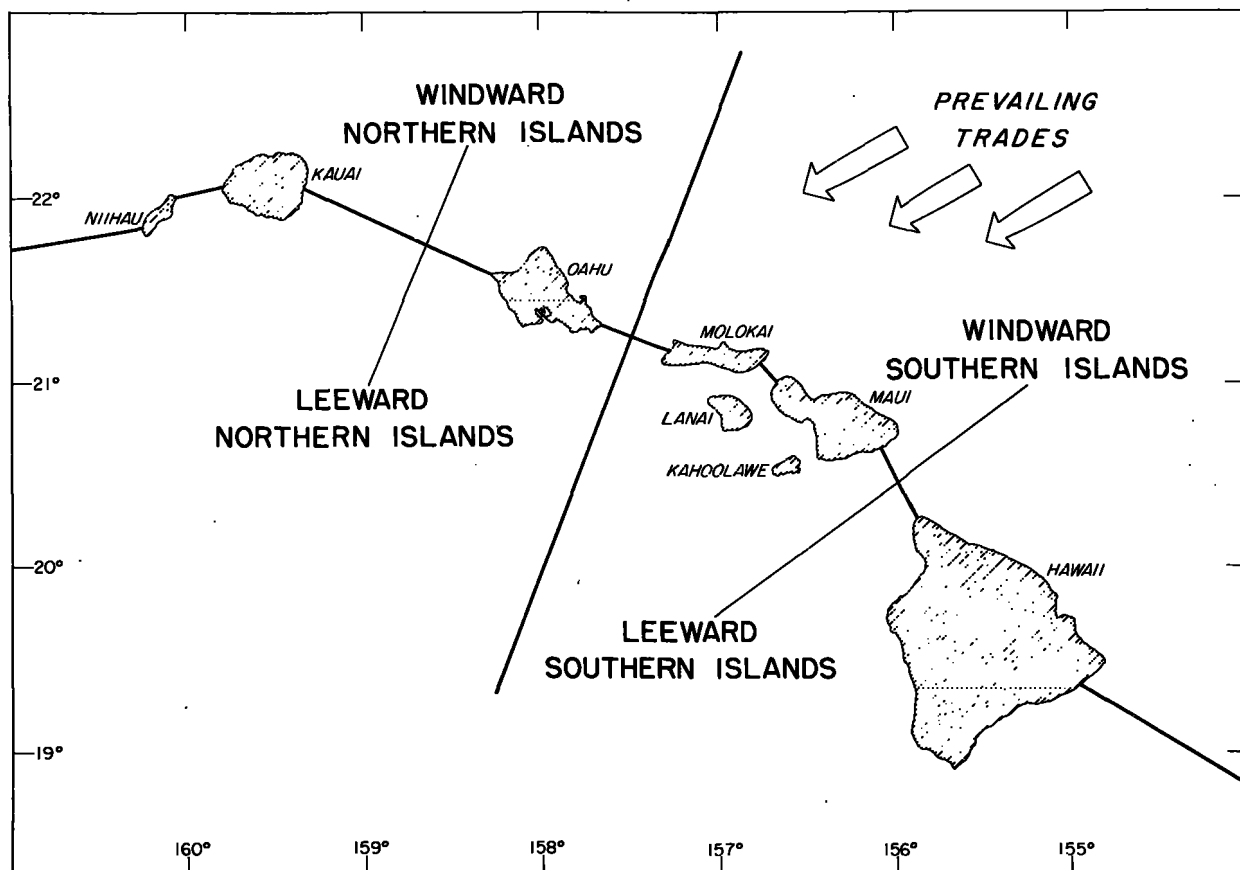 WINDWARD
NORTHERN ISLANDS
PREVAILING
TRADES
KAUAI
22°
NIIHAU
OAHU
MOLOKAI
WINDWARD
SOUTHERN ISLANDS
21°
LEEWARD
NORTHERN ISLANDS
LANAI
MAUI
KAHOOLAWE
20°
HAWAII
LEEWARD
SOUTHERN ISLANDS
19°
160° 159° 158° 157° 156° 155°